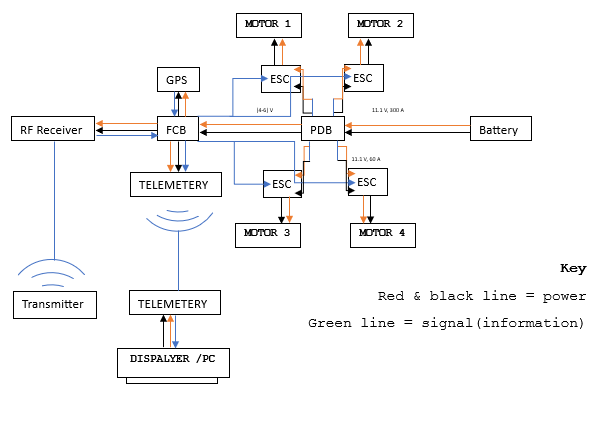 MOTOR 1
MOTOR 2
GPS
ESC
ESC
(4-6) V
11.1 V, 300 A
RF Receiver
FCB
PDB
Battery
11.1 V, 60 A
TELEMETERY
ESC
ESC
MOTOR 3
MOTOR 4
Key
Transmitter
TELEMETERY
Red & black line = power
Green line = signal(information)
DISPALYER /PC